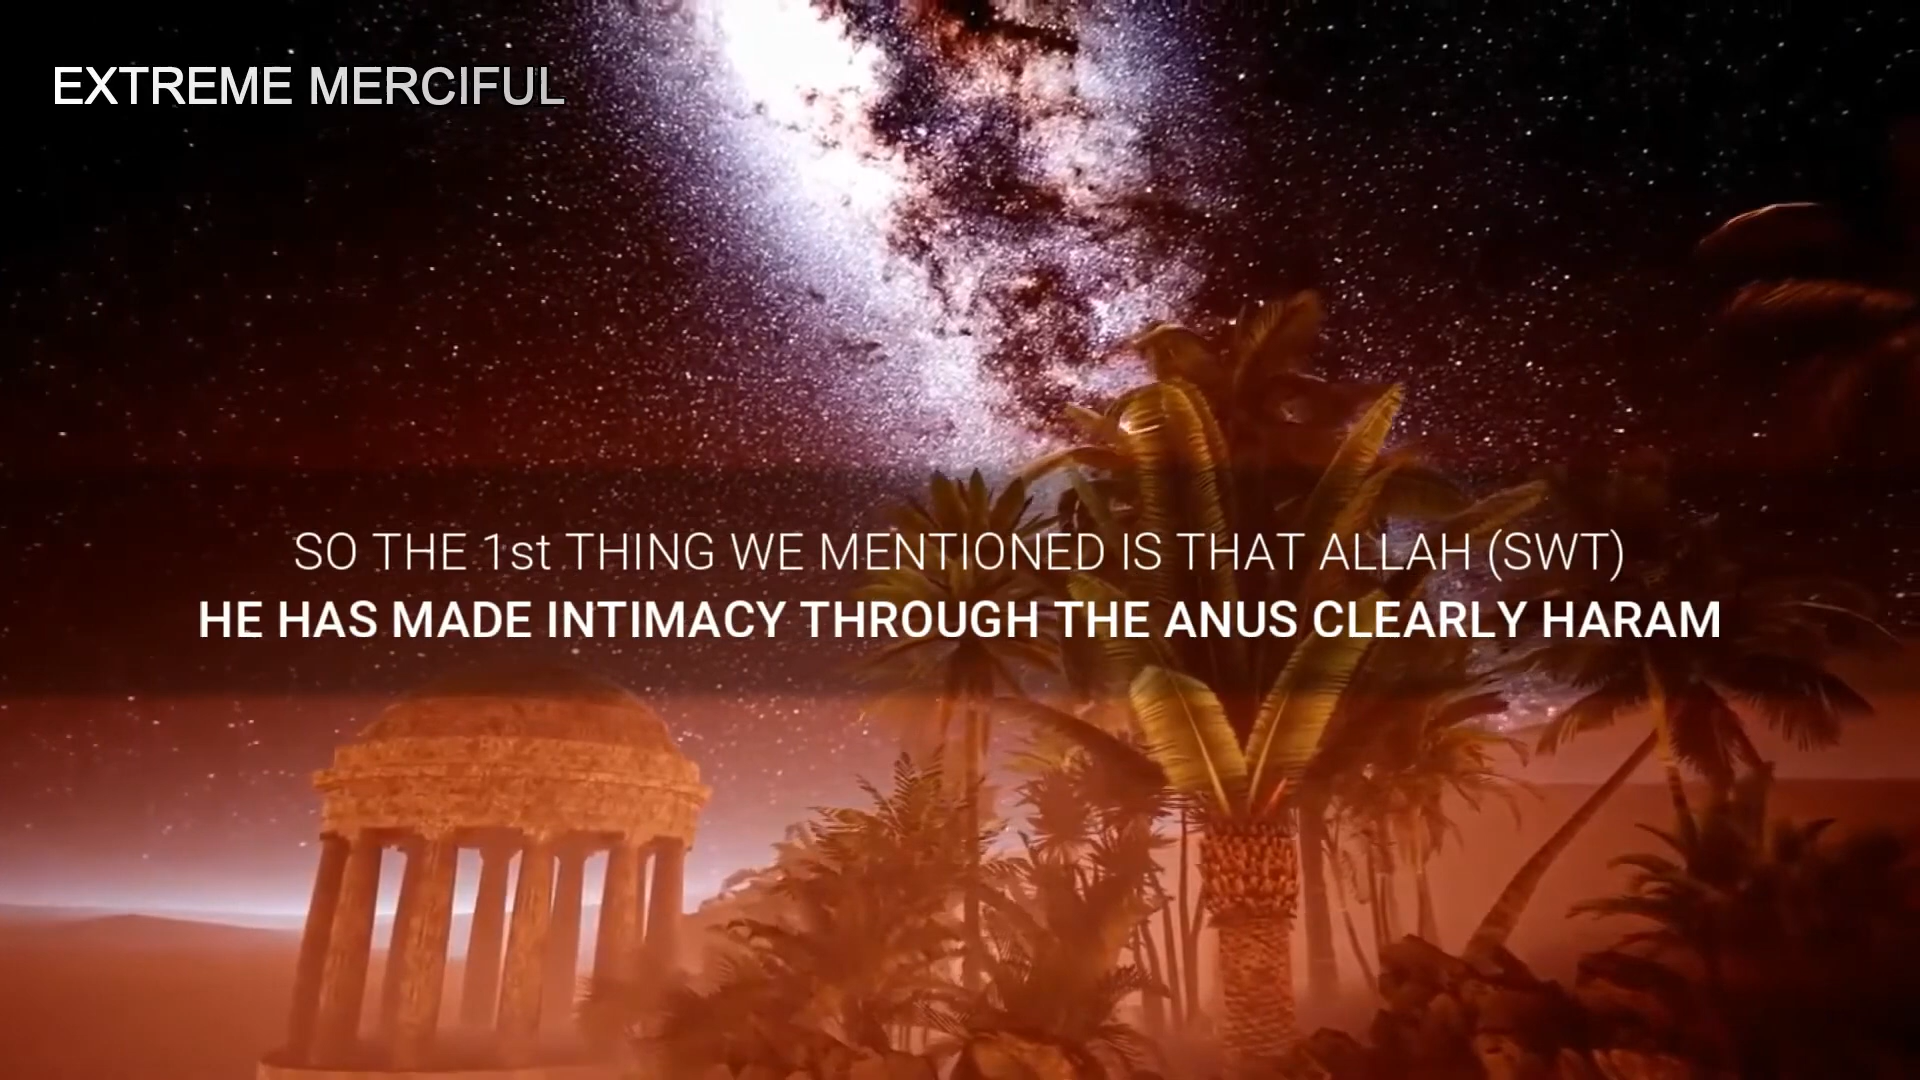 EXTREME MERCIFUL
SO THE 1st THING WE MENTIONED IS THAT ALLAH (SWT)
HE HAS MADE INTIMACY THROUGH THE ANUS CLEARLY HARAM